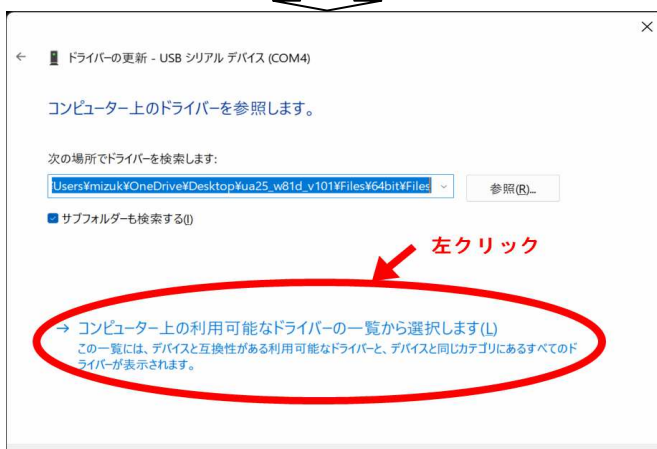 ドライバーの更新 - USB シリアル デバイス (COM4)
コンピューター上のドライバーを参照します。
次の場所でドライバーを検索します:
Users¥mizuk¥OneDrive¥Desktop¥ua25_w81d_v101¥Files¥64bit¥Files
参照(R)...
サブフォルダーも検索する(I)
左クリック
→ コンピューター上の利用可能なドライバーの一覧から選択します(L)
この一覧には、デバイスと互換性がある利用可能なドライバーと、デバイスと同じカテゴリにあるすべてのド
ライバーが表示されます。